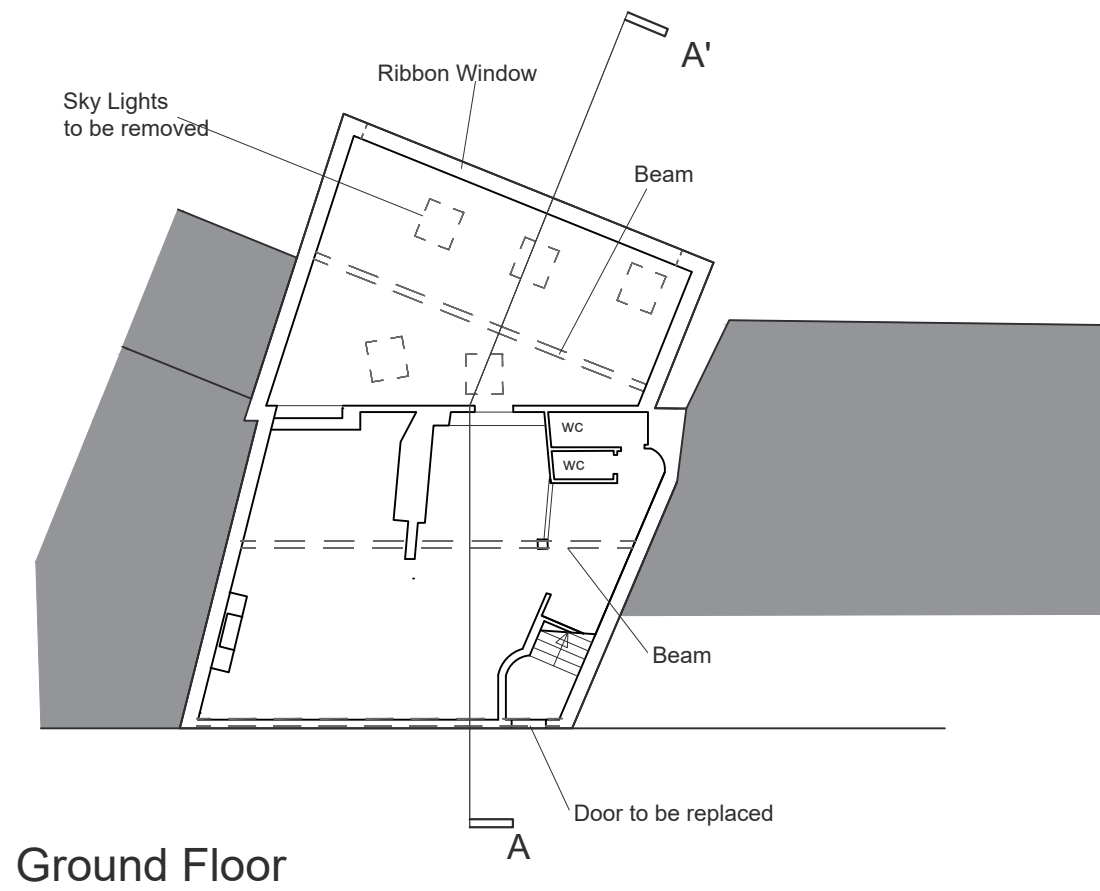 A'
Ribbon Window
Sky Lights
to be removed
Beam
WC
WC
Beam
Door to be replaced
A
Ground Floor